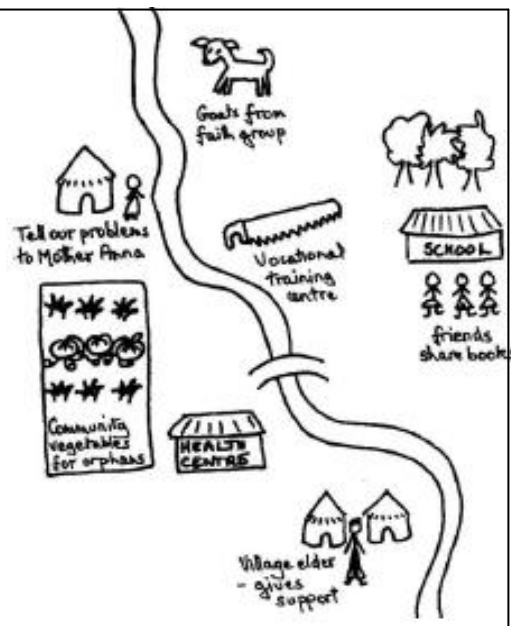 Goats from
faith group
Tell our problems
to Mother Anna
Vocational
training
centre
SCHOOL
friends
share books
Community
vegetables
for orphans
HEALTH
CENTRE
Village elder
- gives
support